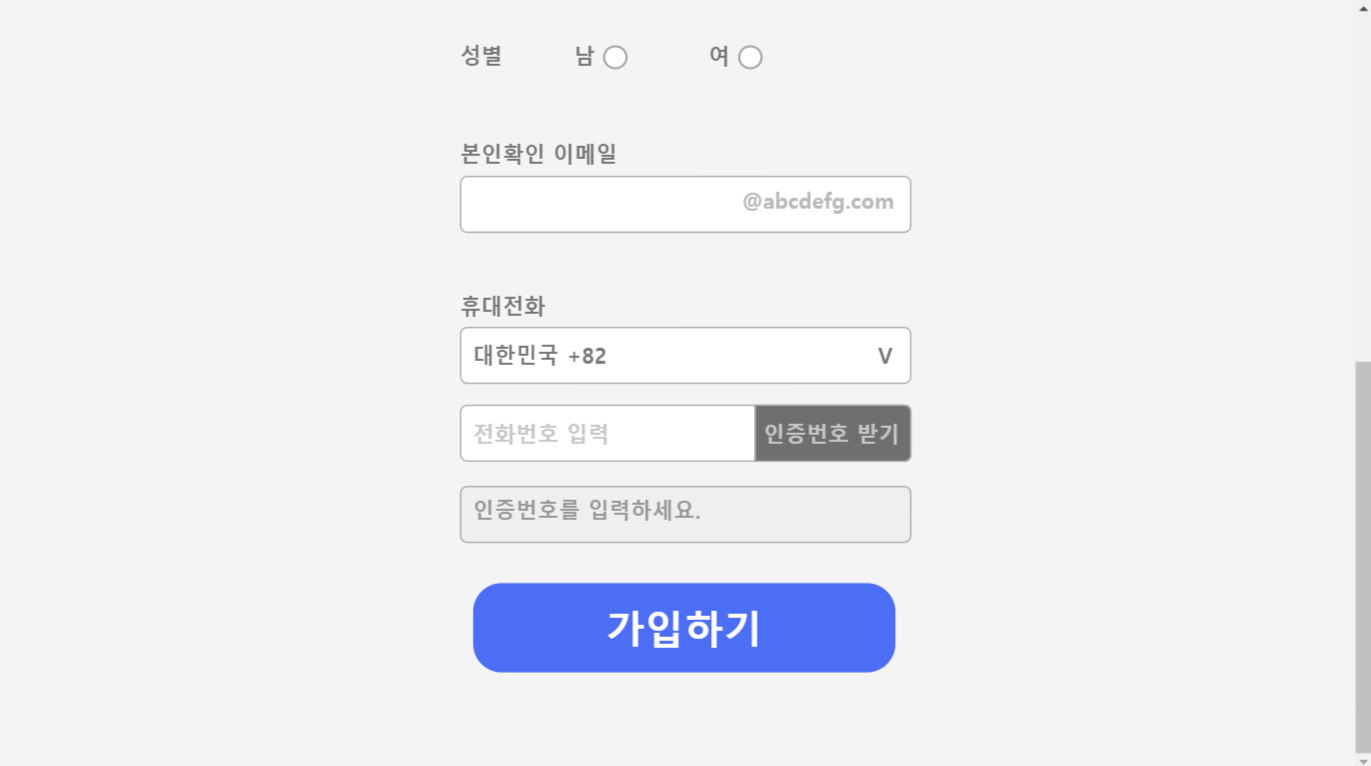 성별 남 여
본인확인 이메일
@abcdefg.com
휴대전화
대한민국 +82 V
전화번호 입력 인증번호 받기
인증번호를 입력하세요.
가입하기